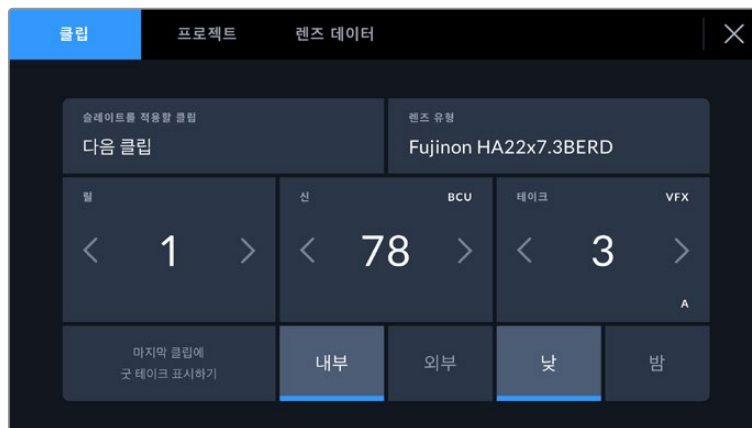 클립 프로젝트 렌즈 데이터
슬레이트를 적용할 클립 렌즈 유형
다음 클립 Fujinon HA22x7.3BERD
릴 신 BCU 테이크 VFX
1 78 3
A
마지막 클립에
굿 테이크 표시하기
내부 외부 낮 밤